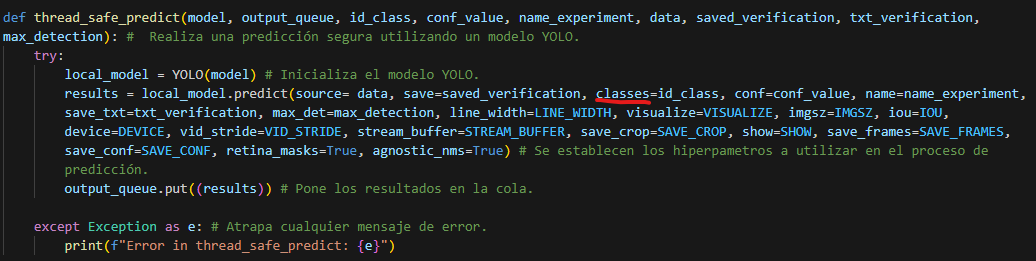 def thread_safe_predict(model, output_queue, id_class, conf_value, name_experiment, data, saved_verification, txt_verification,
max_detection): #  Realiza una predicción segura utilizando un modelo YOLO.
try:
local_model = YOLO(model) # Inicializa el modelo YOLO.
results = local_model.predict(source= data, save=saved_verification, classes=id_class, conf=conf_value, name=name_experiment,
save_txt=txt_verification, max_det=max_detection, line_width=LINE_WIDTH, visualize=VISUALIZE, imgsz=IMGSZ, iou=IOU,
device=DEVICE, vid_stride=VID_STRIDE, stream_buffer=STREAM_BUFFER, save_crop=SAVE_CROP, show=SHOW, save_frames=SAVE_FRAMES,
save_conf=SAVE_CONF, retina_masks=True, agnostic_nms=True) # Se establecen los hiperpametros a utilizar en el proceso de
predicción.
output_queue.put((results)) # Pone los resultados en la cola.
except Exception as e: # Atrapa cualquier mensaje de error.
print(f"Error in thread_safe_predict: {e}")